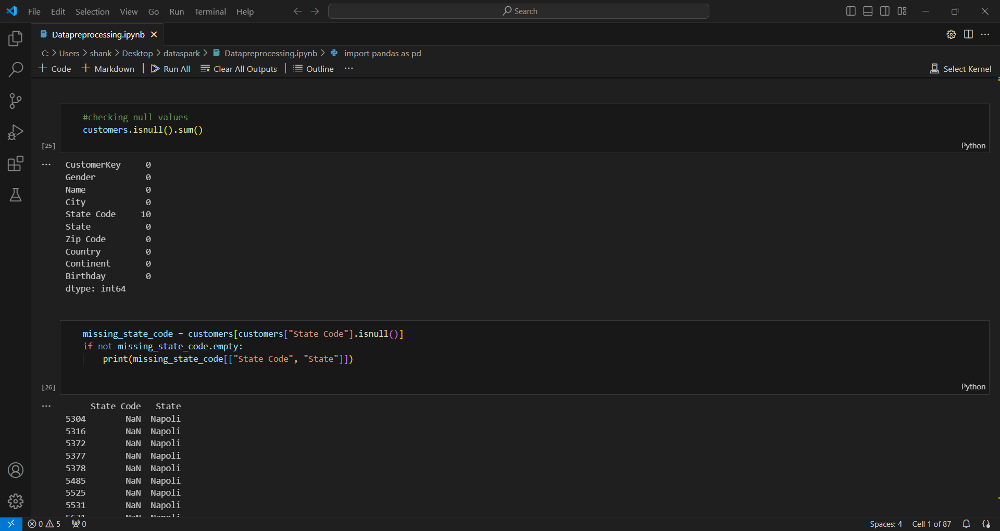 File Edit Selection View Go Run Terminal Help Search
Datapreprocessing.ipynb
C: > Users > shank > Desktop > dataspark > Datapreprocessing.ipynb > import pandas as pd
+ Code + Markdown | Run All Clear All Outputs | Outline ... Select Kernel
#checking null values
customers.isnull().sum()
[25] Python
... CustomerKey 0
Gender 0
Name 0
City 0
State Code 10
State 0
Zip Code 0
Country 0
Continent 0
Birthday 0
dtype: int64
missing_state_code = customers[customers["State Code"].isnull()]
if not missing_state_code.empty:
    print(missing_state_code[["State Code", "State"]])
[26] Python
... State Code State
5304 NaN Napoli
5316 NaN Napoli
5372 NaN Napoli
5377 NaN Napoli
5378 NaN Napoli
5485 NaN Napoli
5525 NaN Napoli
5531 NaN Napoli
NaN Napoli
0 5 0 Spaces: 4 Cell 1 of 87